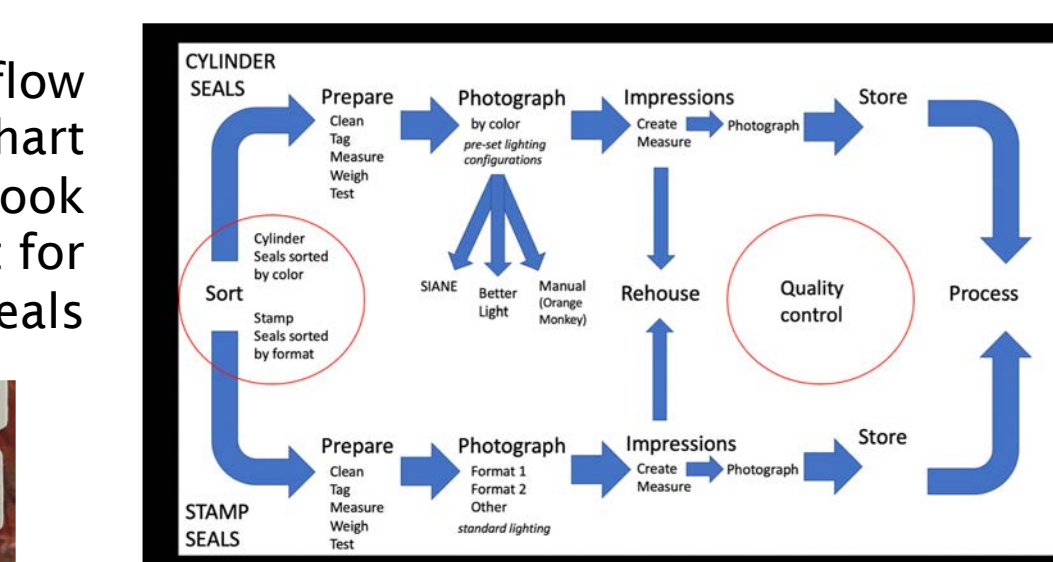 flow
hart
ook
for
eals
CYLINDER
SEALS
Prepare
Clean
Tag
Measure
Weigh
Test
Photograph
by color
pre-set lighting
configurations
Impressions
Create
Measure
Photograph
Store
Cylinder
Seals sorted
by color
Sort
Stamp
Seals sorted
by format
SIANE
Better
Light
Manual
(Orange
Monkey)
Rehouse
Quality
control
Process
Prepare
Clean
Tag
Measure
Weigh
Test
Photograph
Format 1
Format 2
Other
standard lighting
Impressions
Create
Measure
Photograph
Store
STAMP
SEALS